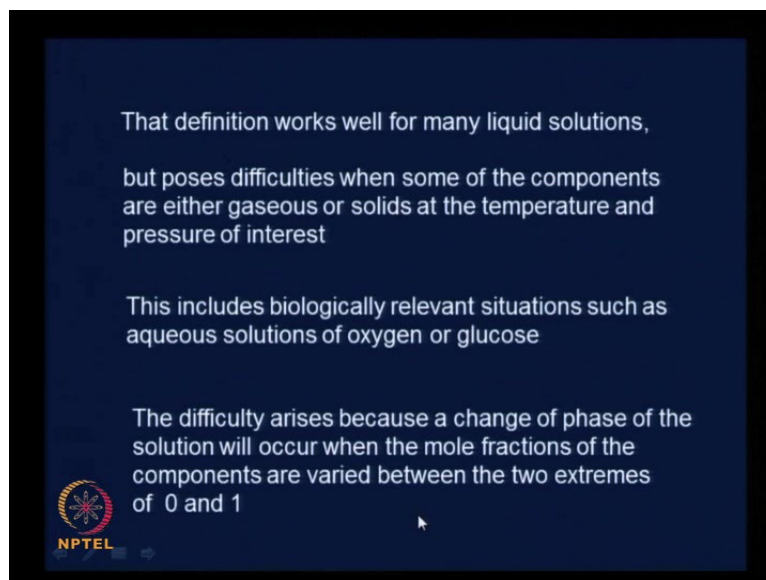 That definition works well for many liquid solutions,
but poses difficulties when some of the components
are either gaseous or solids at the temperature and
pressure of interest
This includes biologically relevant situations such as
aqueous solutions of oxygen or glucose
The difficulty arises because a change of phase of the
solution will occur when the mole fractions of the
components are varied between the two extremes
of 0 and 1
NPTEL